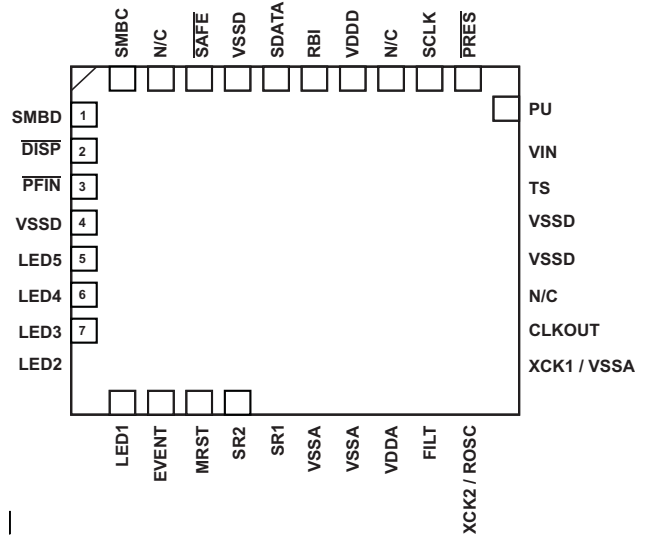 SMBC
N/C
SAFE
VSSD
SDATA
RBI
VDDD
N/C
SCLK
PRES
SMBD 1
DISP 2
PFIN 3
VSSD 4
LED5 5
LED4 6
LED3 7
LED2
PU
VIN
TS
VSSD
VSSD
N/C
CLKOUT
XCK1 / VSSA
LED1
EVENT
MRST
SR2
SR1
VSSA
VSSA
VDDA
FILT
XCK2 / ROSC